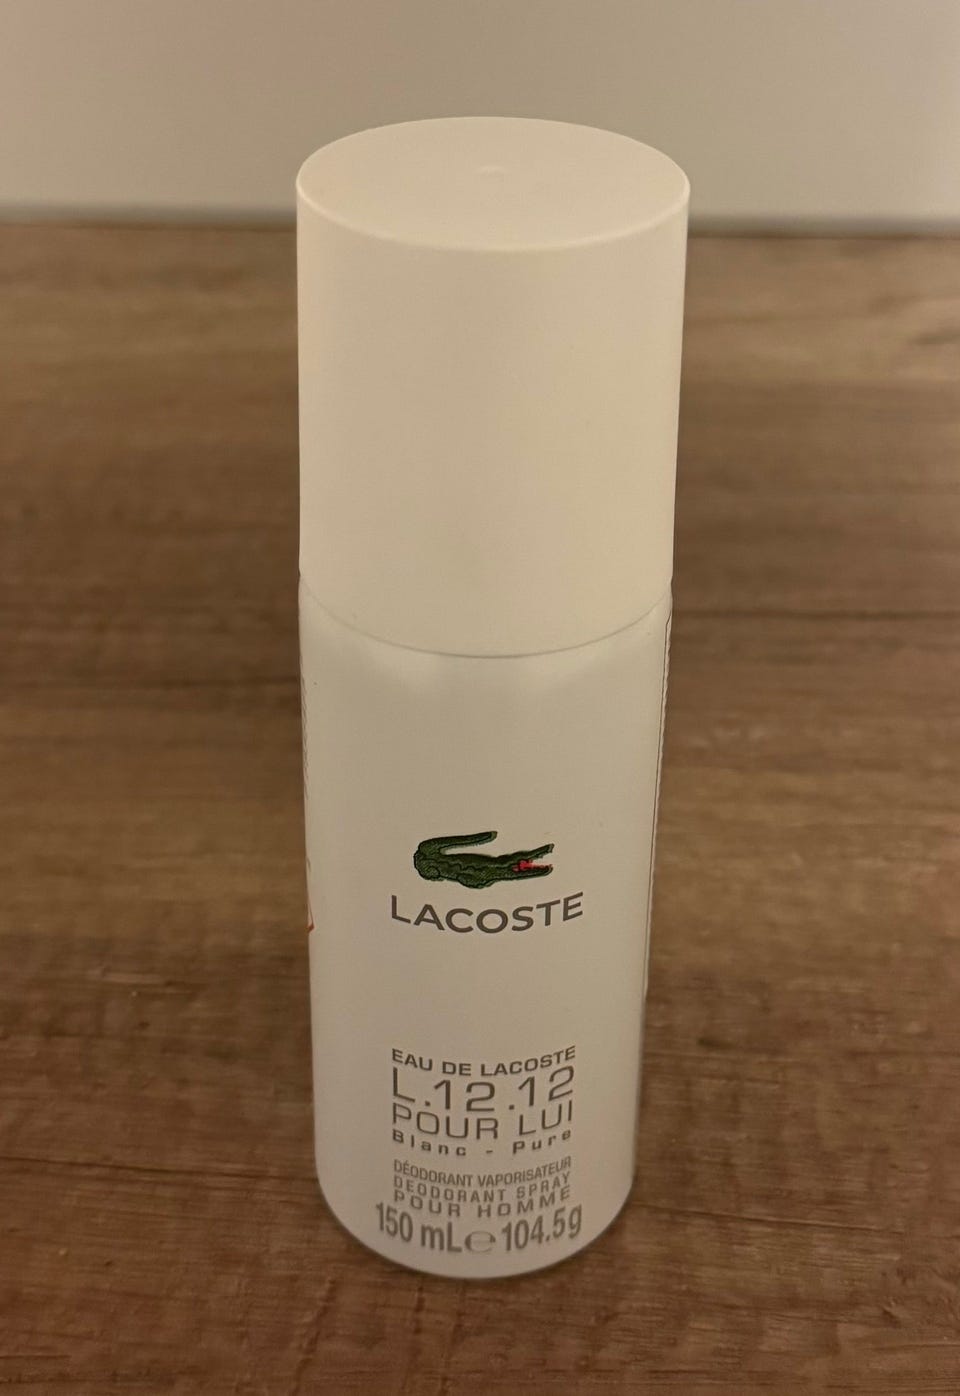 LACOSTE
EAU DE LACOSTE
L.12.12
POUR LUI
Blanc - Pure
DÉODORANT VAPORISATEUR
DEODORANT SPRAY
POUR HOMME
150 mL ℮ 104.5g